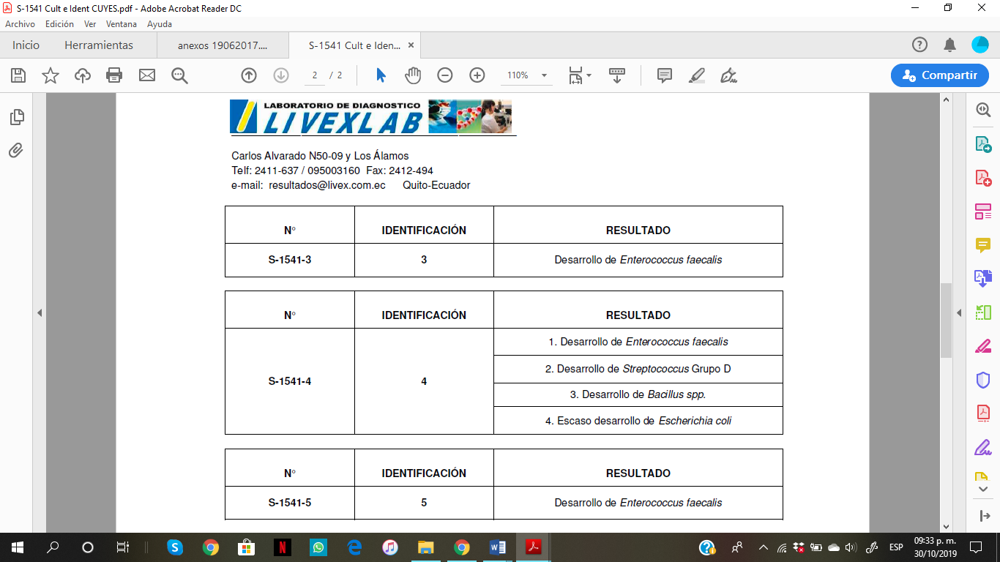 S-1541 Cult e Ident CUYES.pdf - Adobe Acrobat Reader DC
Archivo Edición Ver Ventana Ayuda
Inicio Herramientas anexos 19062017.... S-1541 Cult e Iden... ×
2 / 2 110% Compartir
LABORATORIO DE DIAGNOSTICO
LIVEXLAB
Carlos Alvarado N50-09 y Los Álamos
Telf: 2411-637 / 095003160 Fax: 2412-494
e-mail: resultados@livex.com.ec Quito-Ecuador
N° IDENTIFICACIÓN RESULTADO
S-1541-3 3 Desarrollo de Enterococcus faecalis
N° IDENTIFICACIÓN RESULTADO
S-1541-4 4
1. Desarrollo de Enterococcus faecalis
2. Desarrollo de Streptococcus Grupo D
3. Desarrollo de Bacillus spp.
4. Escaso desarrollo de Escherichia coli
N° IDENTIFICACIÓN RESULTADO
S-1541-5 5 Desarrollo de Enterococcus faecalis
ESP 09:33 p. m.
30/10/2019